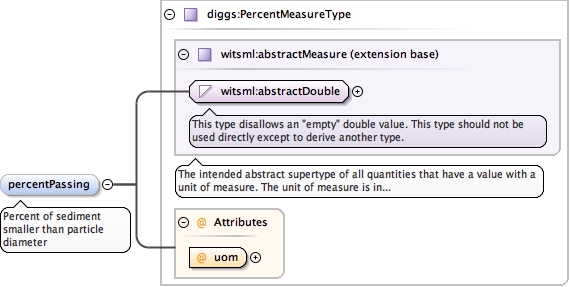 diggs:PercentMeasureType
witsml:abstractMeasure (extension base)
witsml:abstractDouble
This type disallows an "empty" double value. This type should not be
used directly except to derive another type.
The intended abstract supertype of all quantities that have a value with a
unit of measure. The unit of measure is in...
percentPassing
Percent of sediment
smaller than particle
diameter
@ Attributes
@ uom